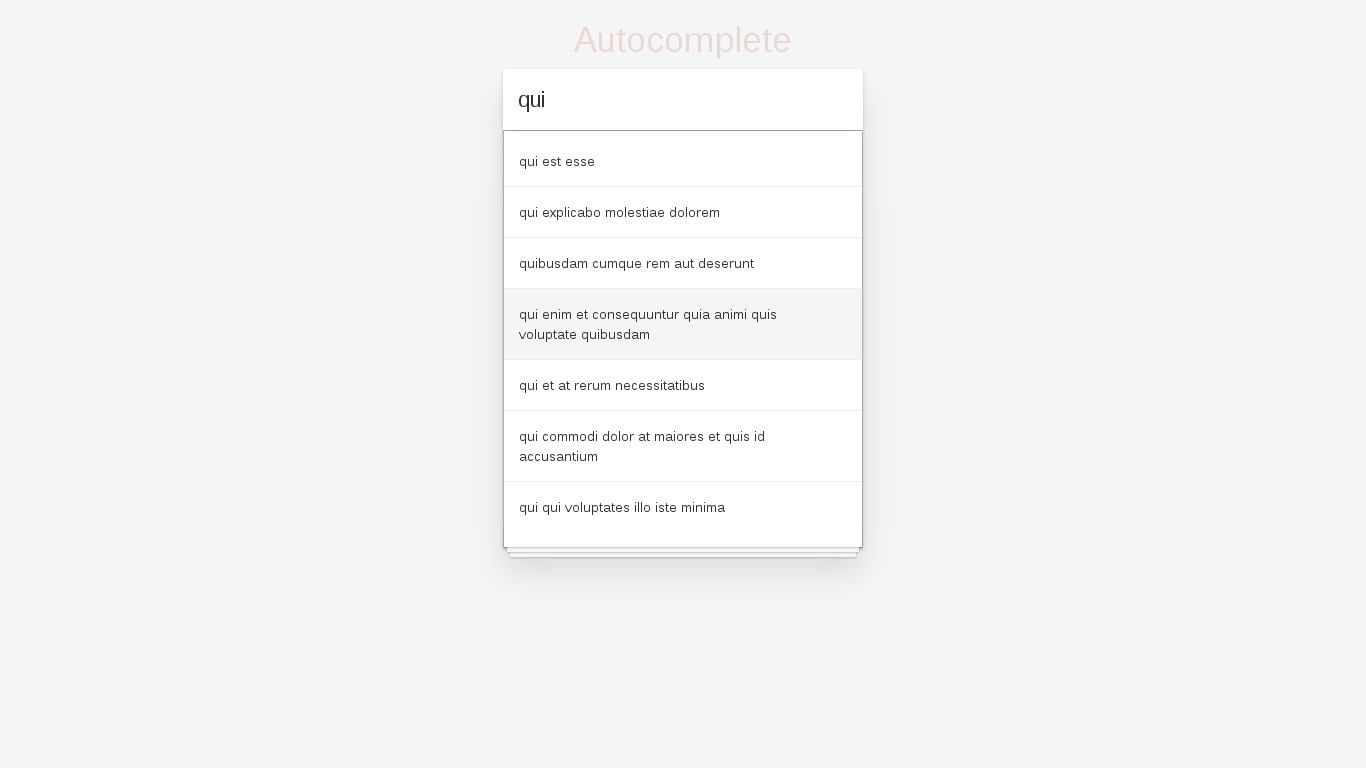 Autocomplete
qui
qui est esse
qui explicabo molestiae dolorem
quibusdam cumque rem aut deserunt
qui enim et consequuntur quia animi quis
voluptate quibusdam
qui et at rerum necessitatibus
qui commodi dolor at maiores et quis id
accusantium
qui qui voluptates illo iste minima